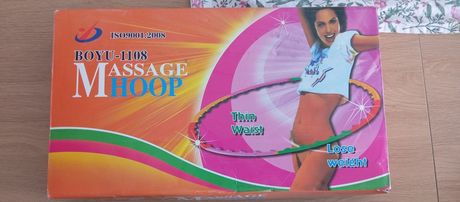 ISO9001:2008
BOYU-1108
MASSAGE
HOOP
Thin
Waist
Lose
weight